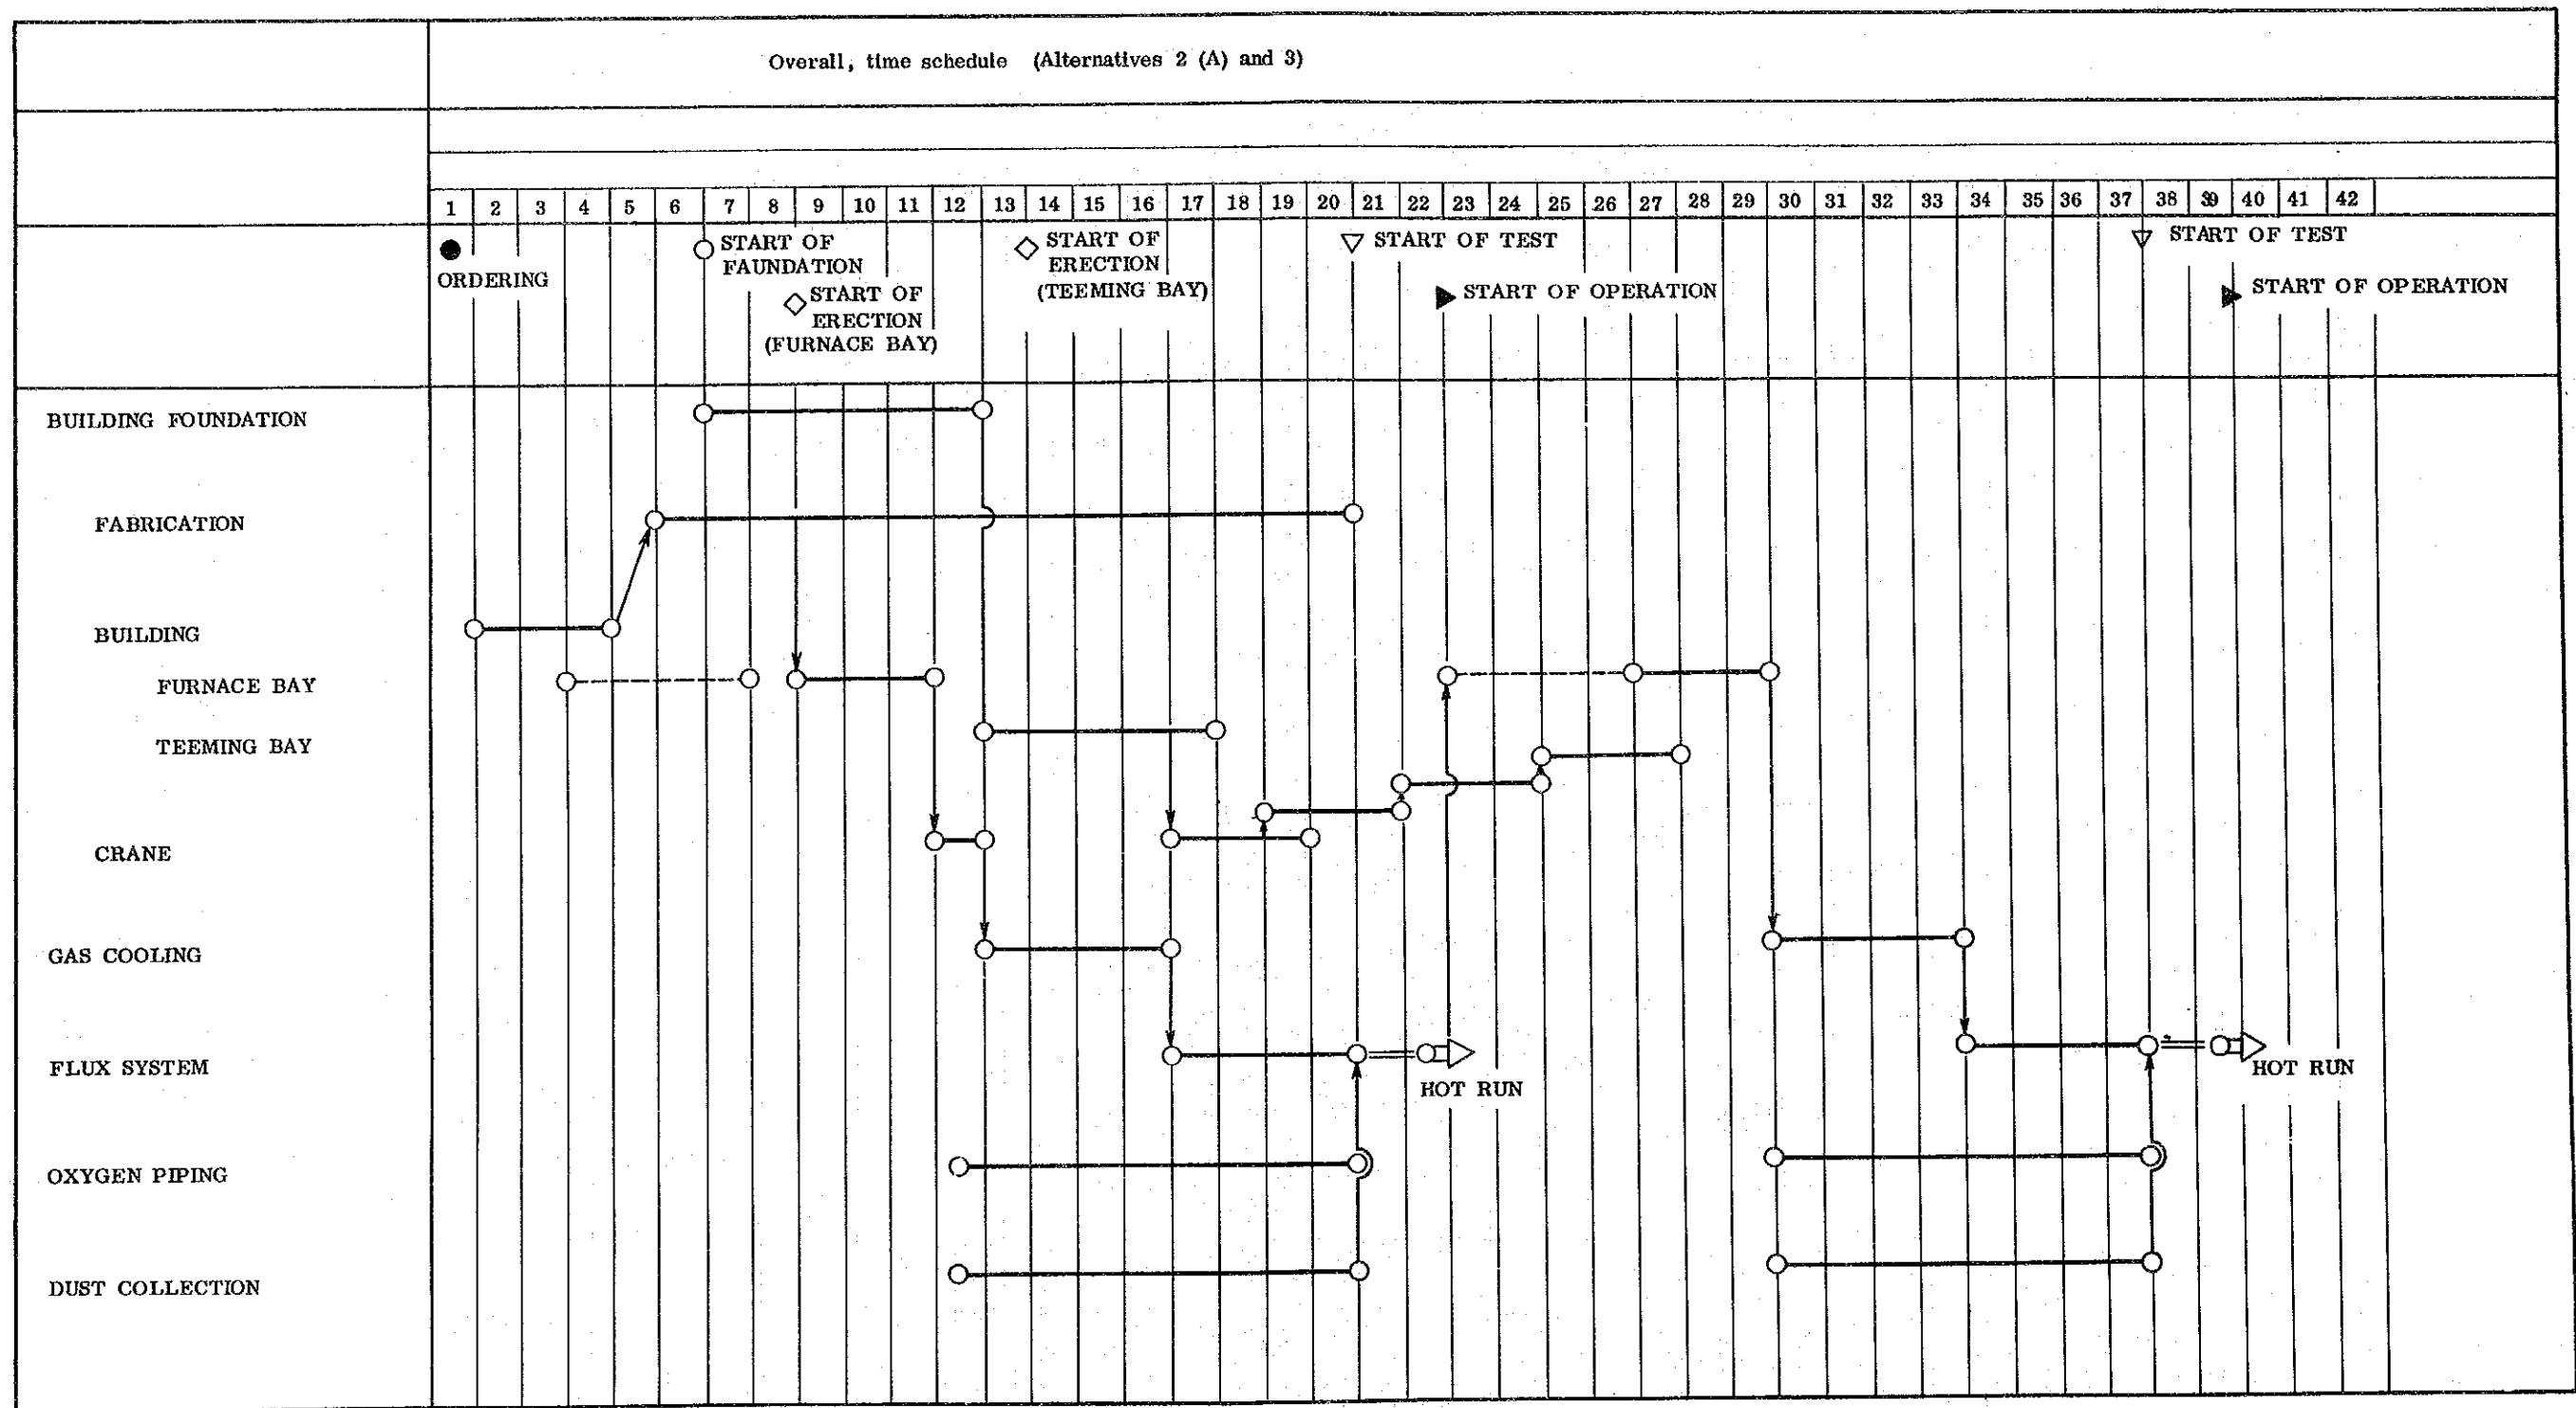 Overall, time schedule (Alternatives 2 (A) and 3)
1 2 3 4 5 6 7 8 9 10 11 12 13 14 15 16 17 18 19 20 21 22 23 24 25 26 27 28 29 30 31 32 33 34 35 36 37 38 39 40 41 42
ORDERING
START OF
FAUNDATION
START OF
ERECTION
(FURNACE BAY)
START OF
ERECTION
(TEEMING BAY)
START OF TEST
START OF OPERATION
START OF TEST
START OF OPERATION
BUILDING FOUNDATION
FABRICATION
BUILDING
FURNACE BAY
TEEMING BAY
CRANE
GAS COOLING
FLUX SYSTEM
HOT RUN
HOT RUN
OXYGEN PIPING
DUST COLLECTION